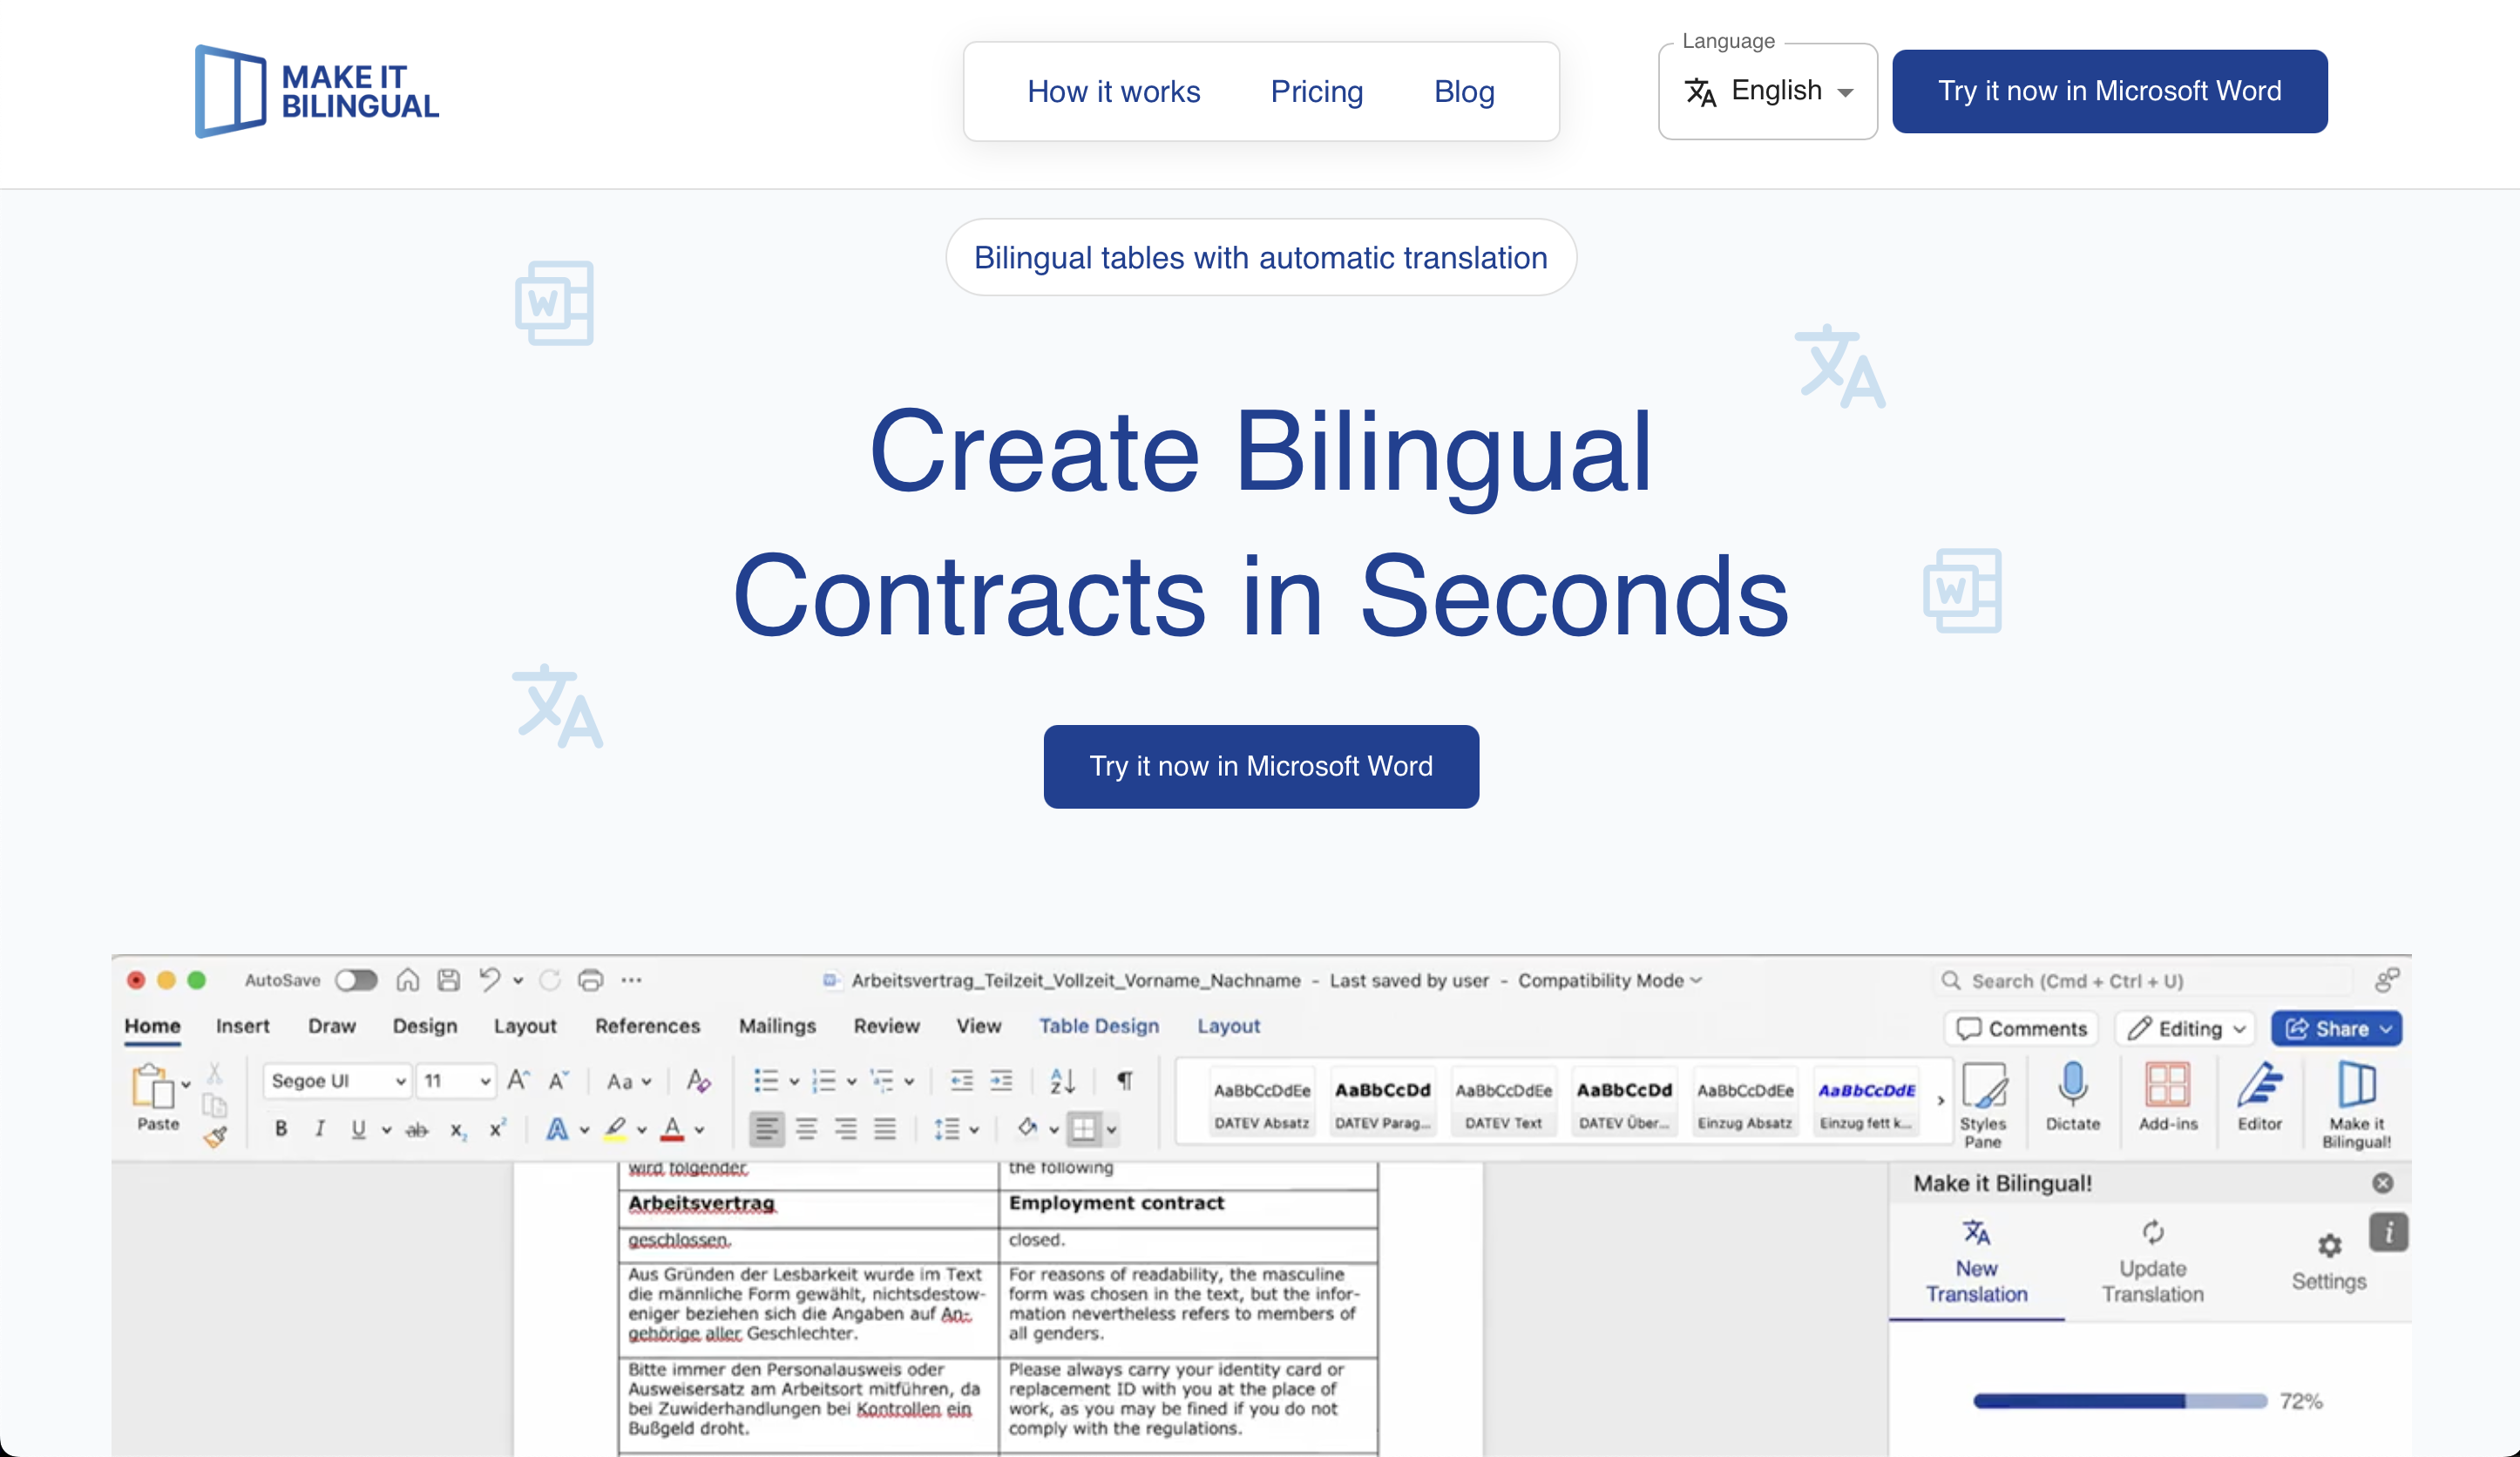 MAKE IT
BILINGUAL
How it works
Pricing
Blog
Language
English
Try it now in Microsoft Word
Bilingual tables with automatic translation
Create Bilingual
Contracts in Seconds
Try it now in Microsoft Word
AutoSave
Arbeitsvertrag_Teilzeit_Vollzeit_Vorname_Nachname – Last saved by user – Compatibility Mode
Search (Cmd + Ctrl + U)
Home Insert Draw Design Layout References Mailings Review View Table Design Layout
Comments
Editing
Share
Paste
Segoe UI
11
AaBbCcDdEe
DATEV Absatz
AaBbCcDd
DATEV Parag...
AaBbCcDdEe
DATEV Text
AaBbCcDd
DATEV Über...
AaBbCcDdEe
Einzug Absatz
AaBbCcDdE
Einzug fett k...
Styles
Pane
Dictate
Add-ins
Editor
Make it
Bilingual!
wird folgender
the following
Arbeitsvertrag
Employment contract
geschlossen.
closed.
Aus Gründen der Lesbarkeit wurde im Text
die männliche Form gewählt, nichtsdestow-
eniger beziehen sich die Angaben auf An-
gehörige aller Geschlechter.
For reasons of readability, the masculine
form was chosen in the text, but the infor-
mation nevertheless refers to members of
all genders.
Bitte immer den Personalausweis oder
Ausweisersatz am Arbeitsort mitführen, da
bei Zuwiderhandlungen bei Kontrollen ein
Bußgeld droht.
Please always carry your identity card or
replacement ID with you at the place of
work, as you may be fined if you do not
comply with the regulations.
Make it Bilingual!
New
Translation
Update
Translation
Settings
72%